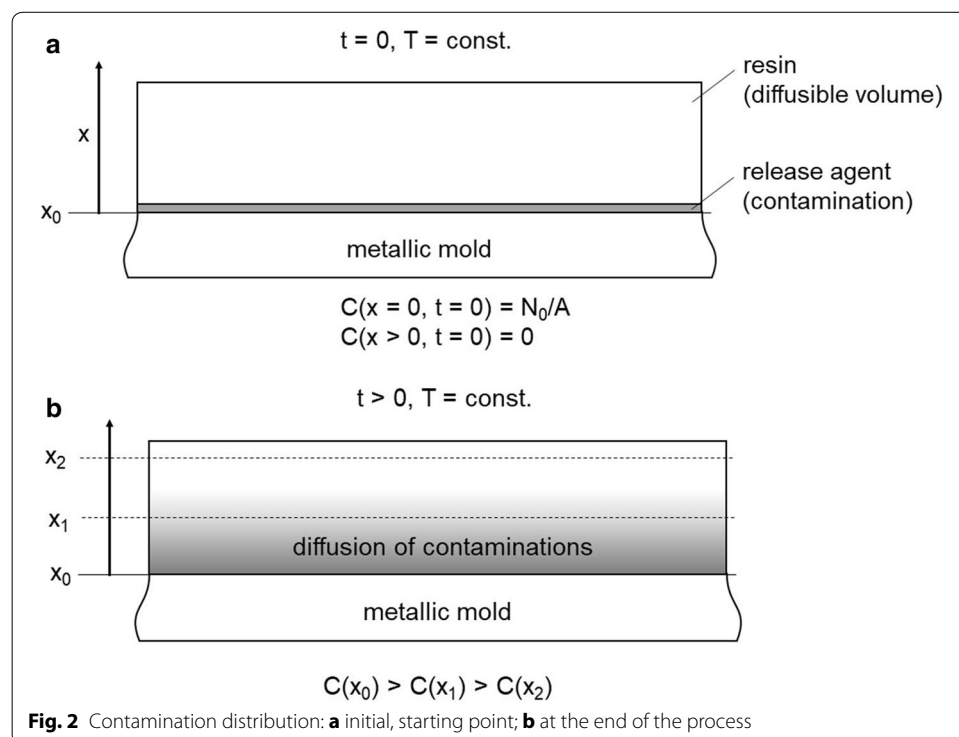 a
t = 0, T = const.
resin
(diffusible volume)
x
release agent
(contamination)
x₀
metallic mold
C(x = 0, t = 0) = N₀/A
C(x > 0, t = 0) = 0
b
t > 0, T = const.
x₂
x₁
diffusion of contaminations
x₀
metallic mold
C(x₀) > C(x₁) > C(x₂)
Fig. 2 Contamination distribution: a initial, starting point; b at the end of the process